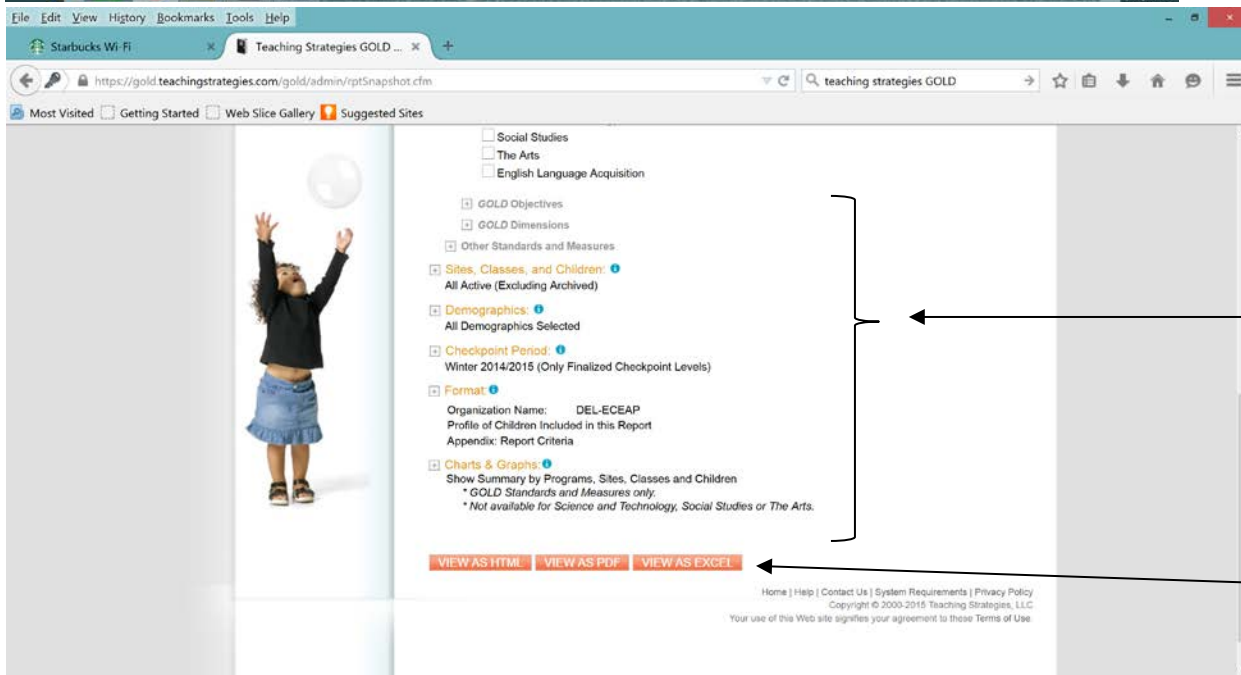 File Edit View History Bookmarks Tools Help
Starbucks Wi-Fi × Teaching Strategies GOLD ... × +
https://gold.teachingstrategies.com/gold/admin/rptSnapshot.cfm teaching strategies GOLD
Most Visited Getting Started Web Slice Gallery Suggested Sites
Social Studies
The Arts
English Language Acquisition
GOLD Objectives
GOLD Dimensions
Other Standards and Measures
Sites, Classes, and Children:
All Active (Excluding Archived)
Demographics:
All Demographics Selected
Checkpoint Period:
Winter 2014/2015 (Only Finalized Checkpoint Levels)
Format:
Organization Name: DEL-ECEAP
Profile of Children Included in this Report
Appendix: Report Criteria
Charts & Graphs:
Show Summary by Programs, Sites, Classes and Children
* GOLD Standards and Measures only.
* Not available for Science and Technology, Social Studies or The Arts.
VIEW AS HTML VIEW AS PDF VIEW AS EXCEL
Home | Help | Contact Us | System Requirements | Privacy Policy
Copyright © 2000-2015 Teaching Strategies, LLC
Your use of this Web site signifies your agreement to these Terms of Use.